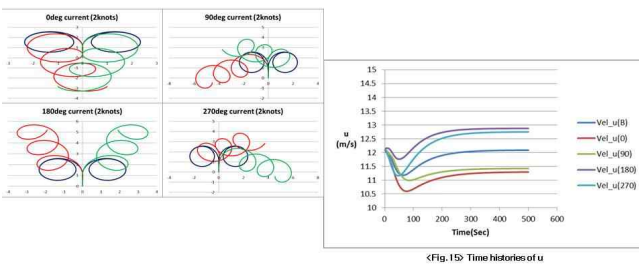 0deg current (2knots)
90deg current (2knots)
180deg current (2knots)
270deg current (2knots)
15
14.5
14
13.5
13
12.5
12
11.5
11
10.5
10
u
(m/s)
0 100 200 300 400 500 600
Time(Sec)
Vel_u(B)
Vel_u(0)
Vel_u(90)
Vel_u(180)
Vel_u(270)
<Fig.15> Time histories of u